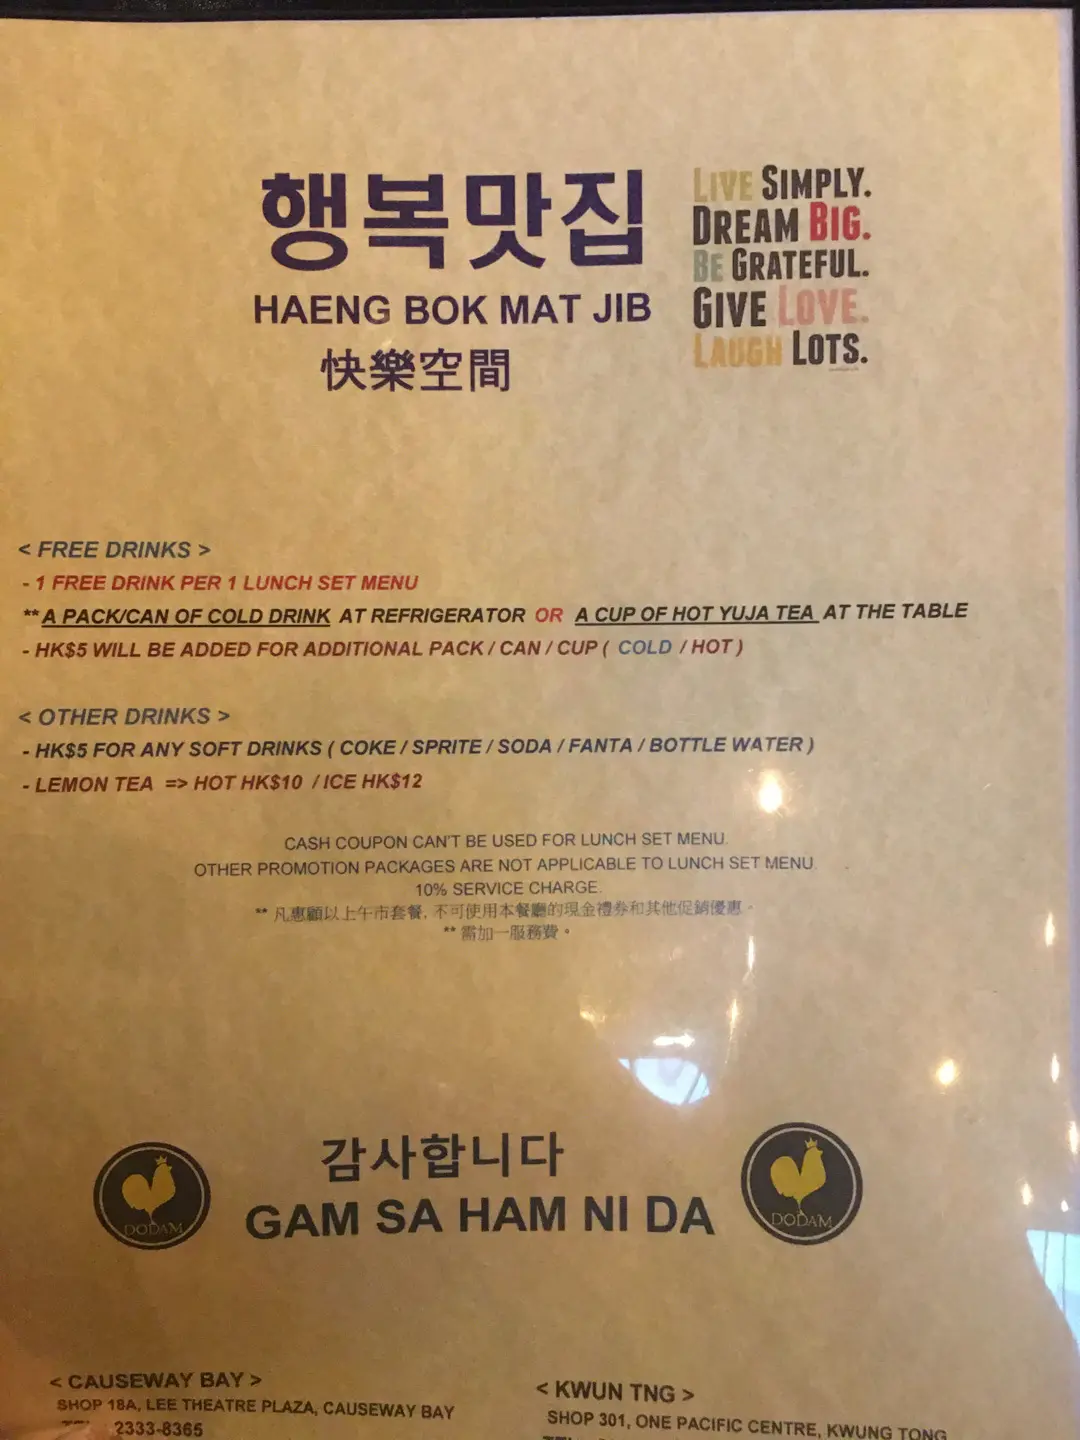 행복맛집
HAENG BOK MAT JIB
快樂空間
LIVE SIMPLY.
DREAM BIG.
BE GRATEFUL.
GIVE LOVE.
LAUGH LOTS.
< FREE DRINKS >
- 1 FREE DRINK PER 1 LUNCH SET MENU
** A PACK/CAN OF COLD DRINK AT REFRIGERATOR OR A CUP OF HOT YUJA TEA AT THE TABLE
- HK$5 WILL BE ADDED FOR ADDITIONAL PACK / CAN / CUP ( COLD / HOT )
< OTHER DRINKS >
- HK$5 FOR ANY SOFT DRINKS ( COKE / SPRITE / SODA / FANTA / BOTTLE WATER )
- LEMON TEA => HOT HK$10 / ICE HK$12
CASH COUPON CAN'T BE USED FOR LUNCH SET MENU.
OTHER PROMOTION PACKAGES ARE NOT APPLICABLE TO LUNCH SET MENU.
10% SERVICE CHARGE.
** 凡惠顧以上午市套餐, 不可使用本餐廳的現金禮券和其他促銷優惠。
** 需加一服務費。
감사합니다
GAM SA HAM NI DA
DODAM
DODAM
< CAUSEWAY BAY >
SHOP 18A, LEE THEATRE PLAZA, CAUSEWAY BAY
2333-8365
< KWUN TNG >
SHOP 301, ONE PACIFIC CENTRE, KWUNG TONG